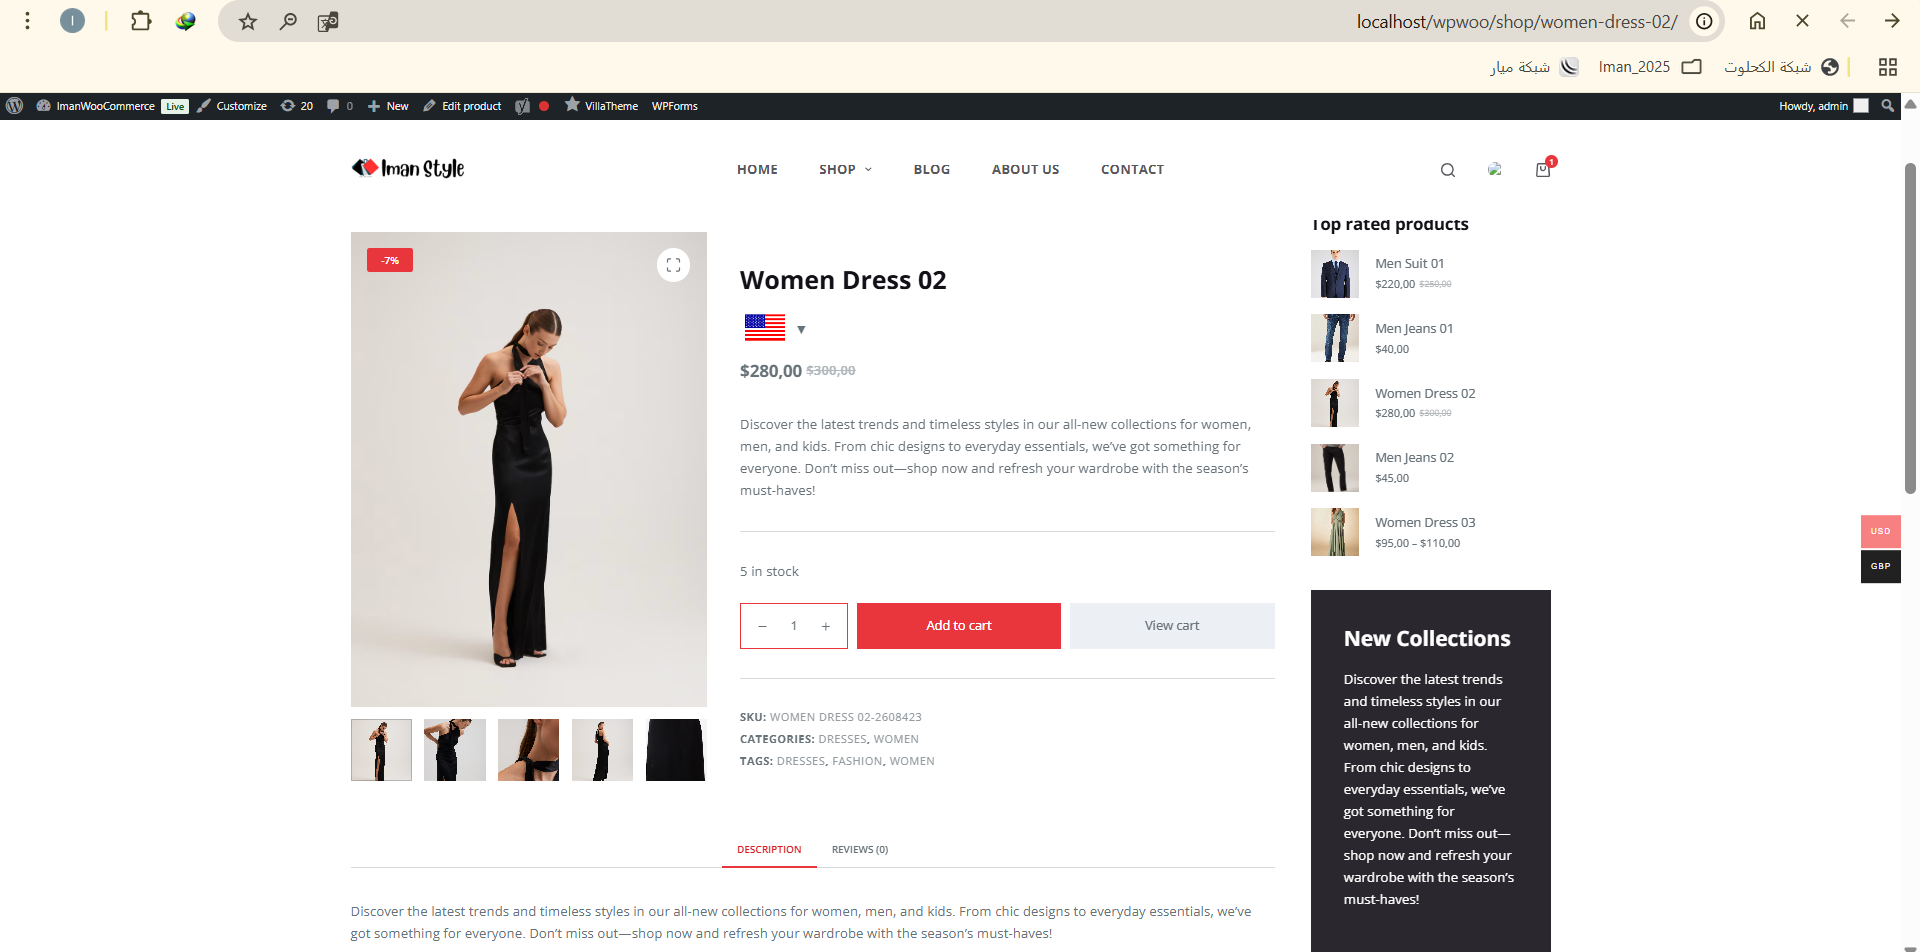 localhost/wpwoo/shop/women-dress-02/
شبكة ميار
Iman_2025
شبكة الكحلوت
ImanWooCommerce Live Customize 20 0 New Edit product VillaTheme WPForms
Howdy, admin
Iman Style
HOME SHOP BLOG ABOUT US CONTACT
1
-7%
Women Dress 02
$280,00 $300,00
Discover the latest trends and timeless styles in our all-new collections for women,
men, and kids. From chic designs to everyday essentials, we’ve got something for
everyone. Don’t miss out—shop now and refresh your wardrobe with the season’s
must-haves!
5 in stock
− 1 +
Add to cart
View cart
SKU: WOMEN DRESS 02-2608423
CATEGORIES: DRESSES, WOMEN
TAGS: DRESSES, FASHION, WOMEN
DESCRIPTION
REVIEWS (0)
Discover the latest trends and timeless styles in our all-new collections for women, men, and kids. From chic designs to everyday essentials, we’ve
got something for everyone. Don’t miss out—shop now and refresh your wardrobe with the season’s must-haves!
Top rated products
Men Suit 01
$220,00 $250,00
Men Jeans 01
$40,00
Women Dress 02
$280,00 $300,00
Men Jeans 02
$45,00
Women Dress 03
$95,00 – $110,00
New Collections
Discover the latest trends
and timeless styles in our
all-new collections for
women, men, and kids.
From chic designs to
everyday essentials, we’ve
got something for
everyone. Don’t miss out—
shop now and refresh your
wardrobe with the season’s
must-haves!
USD
GBP
I